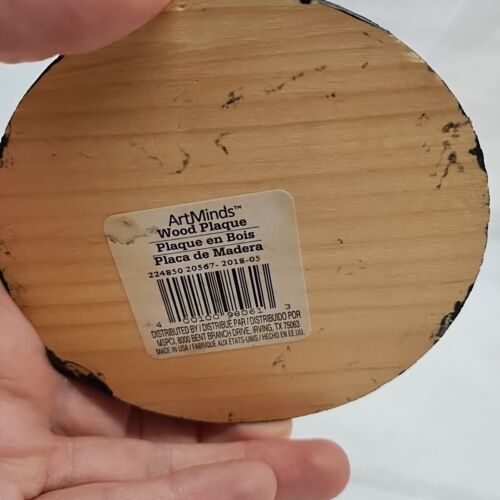 ArtMinds™
Wood Plaque
Plaque en Bois
Placa de Madera
224850 20567-2018-05
4 00100 98061 3
DISTRIBUTED BY / DISTRIBUÉ PAR / DISTRIBUIDO POR
MSPCI, 8000 BENT BRANCH DRIVE, IRVING, TX 75063
MADE IN USA / FABRIQUÉ AUX ÉTATS-UNIS / HECHO EN EE.UU.